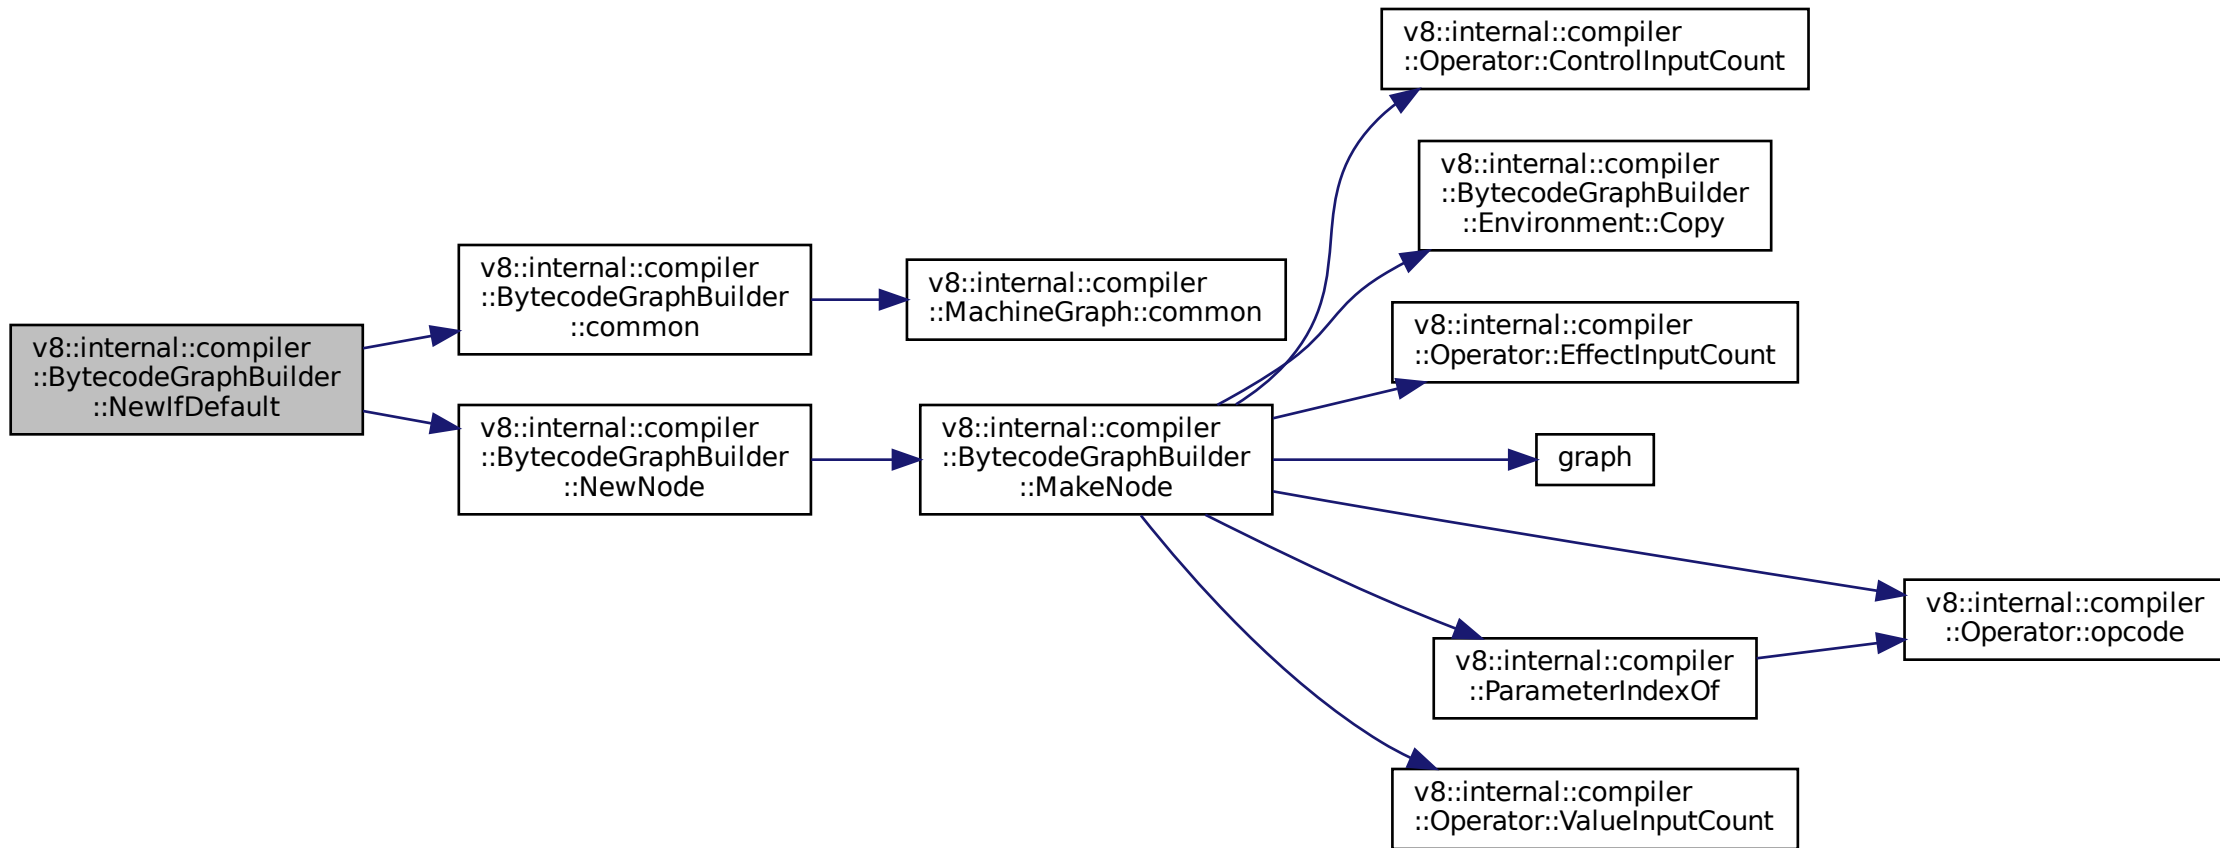 v8::internal::compiler
::Operator::ControlInputCount
v8::internal::compiler
::BytecodeGraphBuilder
::Environment::Copy
v8::internal::compiler
::BytecodeGraphBuilder
::common
v8::internal::compiler
::MachineGraph::common
v8::internal::compiler
::Operator::EffectInputCount
v8::internal::compiler
::BytecodeGraphBuilder
::NewIfDefault
v8::internal::compiler
::BytecodeGraphBuilder
::NewNode
v8::internal::compiler
::BytecodeGraphBuilder
::MakeNode
graph
v8::internal::compiler
::Operator::opcode
v8::internal::compiler
::ParameterIndexOf
v8::internal::compiler
::Operator::ValueInputCount